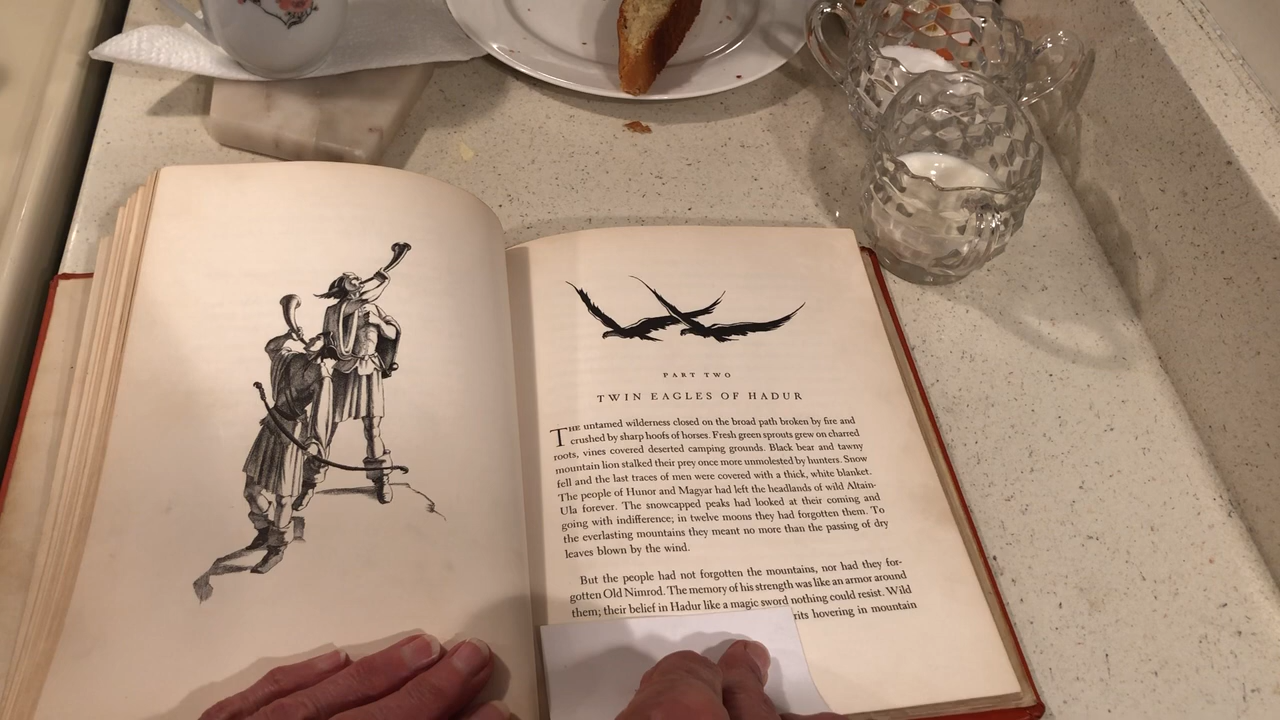 PART TWO
TWIN EAGLES OF HADUR
THE untamed wilderness closed on the broad path broken by fire and
crushed by sharp hoofs of horses. Fresh green sprouts grew on charred
roots, vines covered deserted camping grounds. Black bear and tawny
mountain lion stalked their prey once more unmolested by hunters. Snow
fell and the last traces of men were covered with a thick, white blanket.
The people of Hunor and Magyar had left the headlands of wild Altain-
Ula forever. The snowcapped peaks had looked at their coming and
going with indifference; in twelve moons they had forgotten them. To
the everlasting mountains they meant no more than the passing of dry
leaves blown by the wind.
But the people had not forgotten the mountains, nor had they for-
gotten Old Nimrod. The memory of his strength was like an armor around
them; their belief in Hadur like a magic sword nothing could resist. Wild
rits hovering in mountain